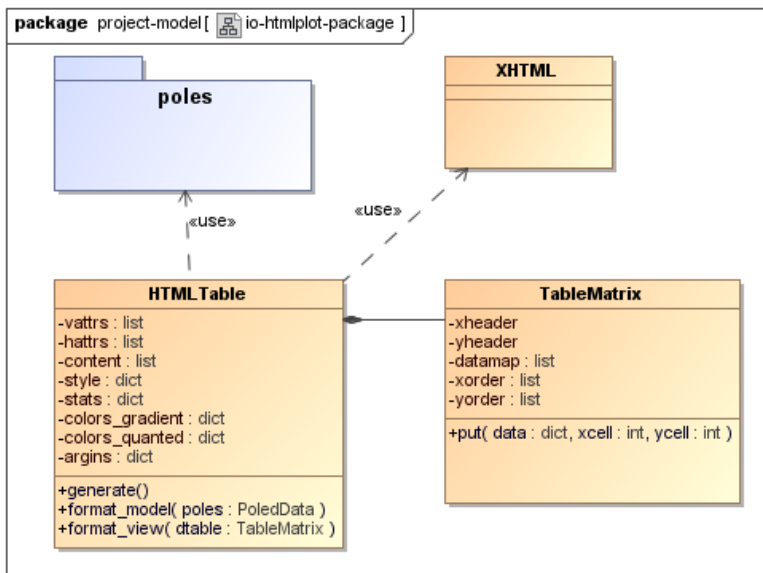 package project-model[ io-htmlplot-package ]
poles
XHTML
«use»
«use»
HTMLTable
-vattrs : list
-hattrs : list
-content : list
-style : dict
-stats : dict
-colors_gradient : dict
-colors_quanted : dict
-argins : dict
+generate()
+format_model( poles : PoledData )
+format_view( dtable : TableMatrix )
TableMatrix
-xheader
-yheader
-datamap : list
-xorder : list
-yorder : list
+put( data : dict, xcell : int, ycell : int )